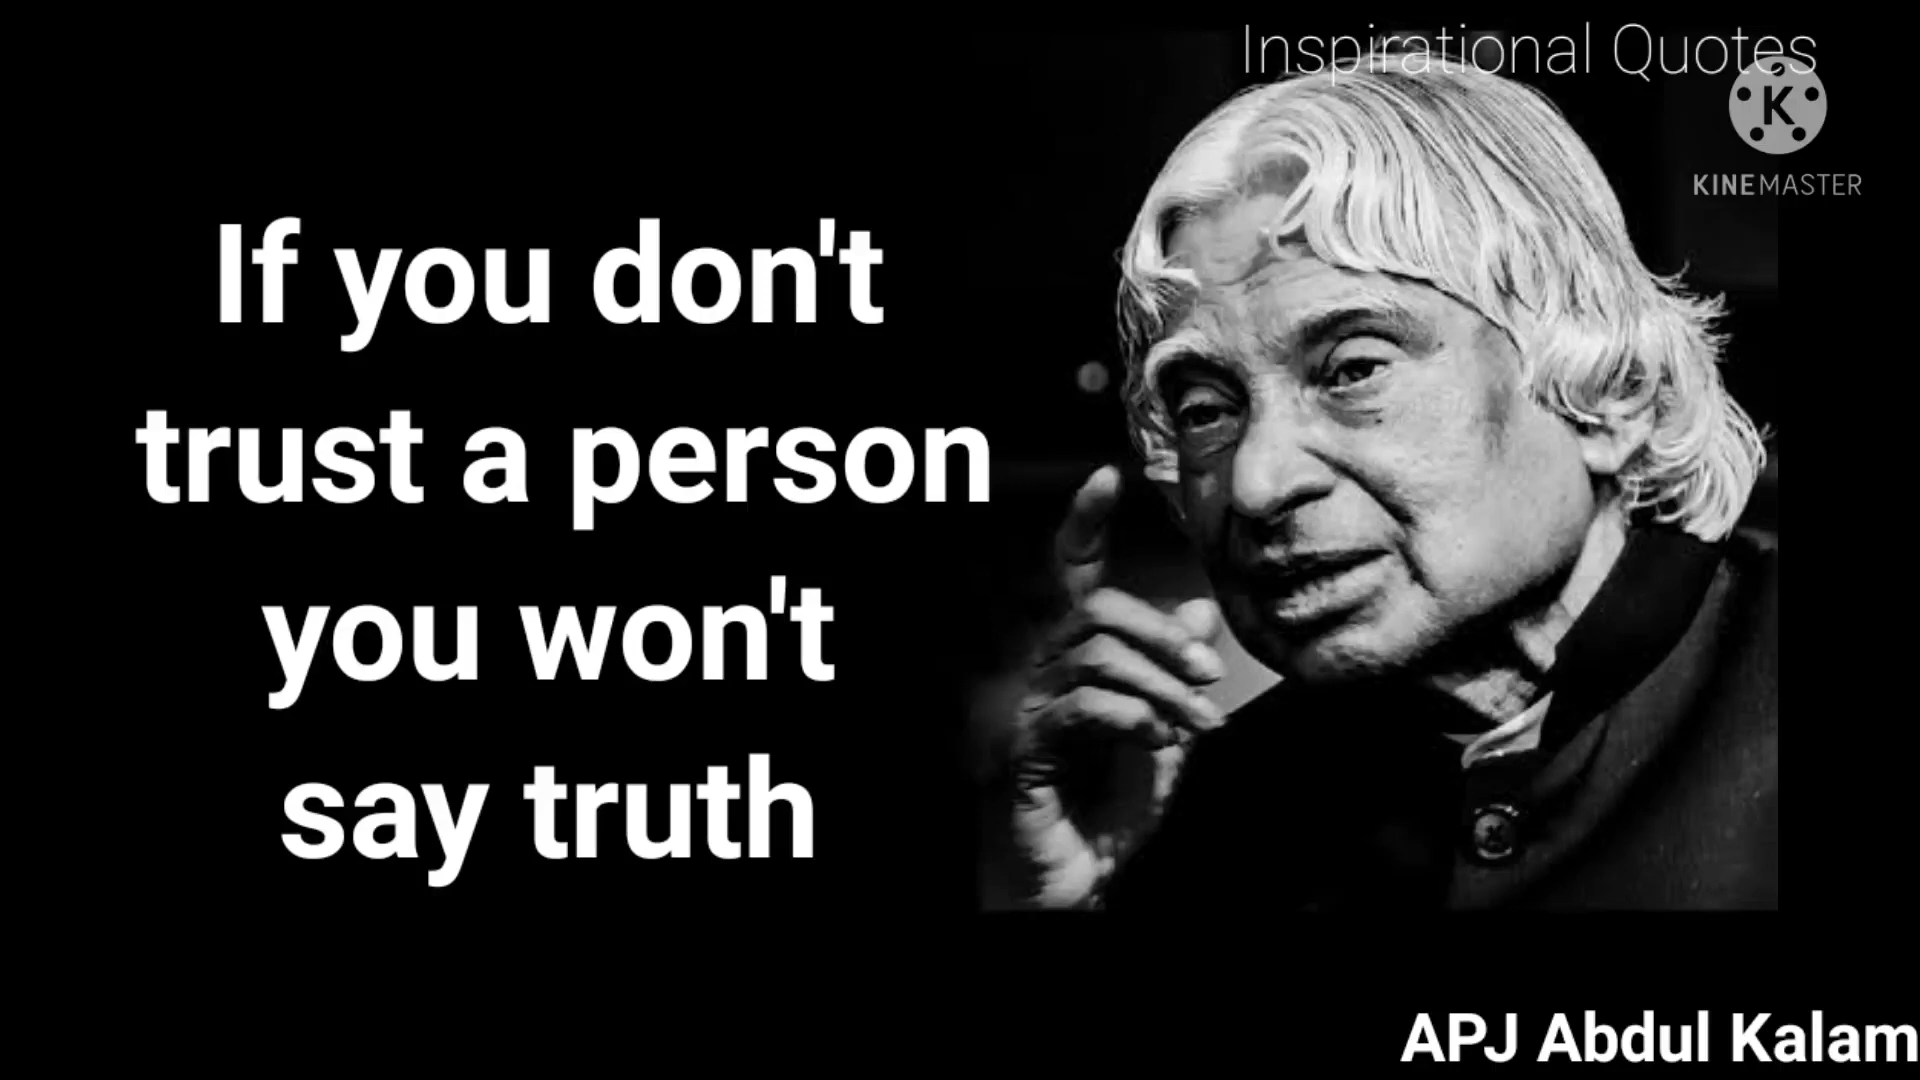 Inspirational Quotes
K
KINEMASTER
If you don't
trust a person
you won't
say truth
APJ Abdul Kalam